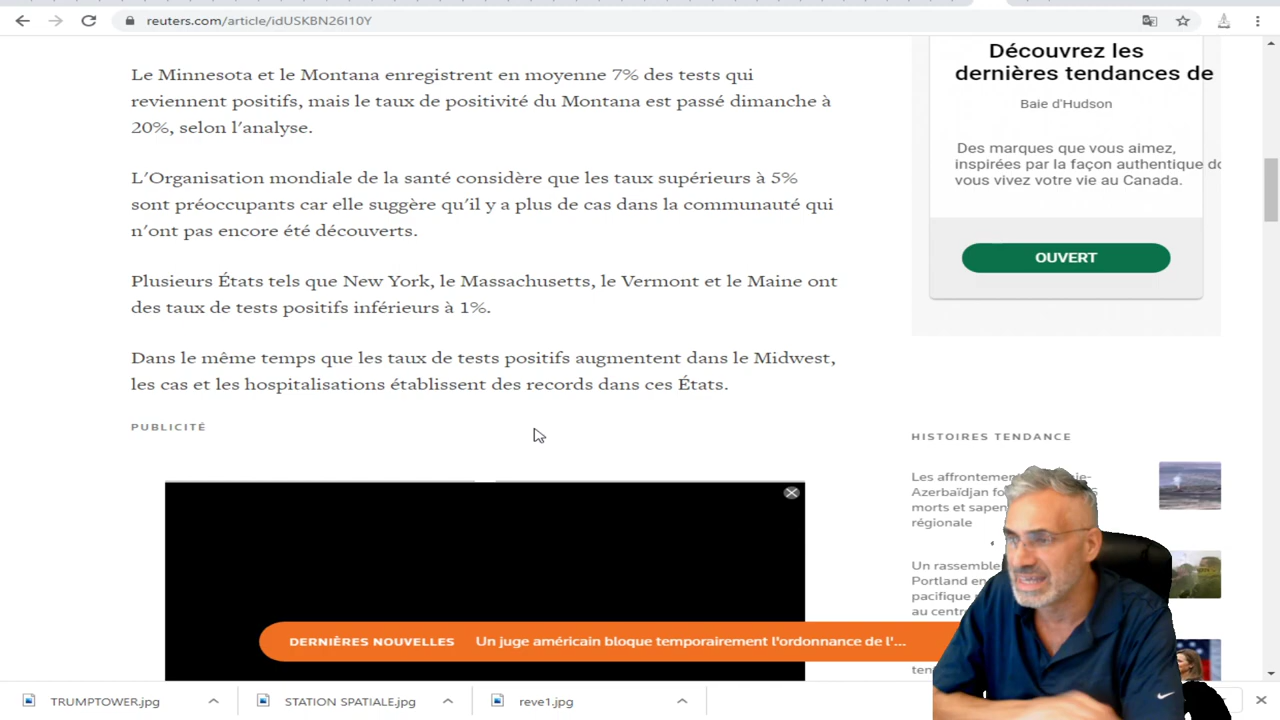 reuters.com/article/idUSKBN26I10Y
Le Minnesota et le Montana enregistrent en moyenne 7% des tests qui
reviennent positifs, mais le taux de positivité du Montana est passé dimanche à
20%, selon l'analyse.
L'Organisation mondiale de la santé considère que les taux supérieurs à 5%
sont préoccupants car elle suggère qu'il y a plus de cas dans la communauté qui
n'ont pas encore été découverts.
Plusieurs États tels que New York, le Massachusetts, le Vermont et le Maine ont
des taux de tests positifs inférieurs à 1%.
Dans le même temps que les taux de tests positifs augmentent dans le Midwest,
les cas et les hospitalisations établissent des records dans ces États.
PUBLICITÉ
Découvrez les
dernières tendances de
Baie d'Hudson
Des marques que vous aimez,
inspirées par la façon authentique do
vous vivez votre vie au Canada.
OUVERT
HISTOIRES TENDANCE
Les affrontement
Azerbaïdjan fo
morts et sapen
régionale
Un rassemble
Portland en
pacifique
au centr
DERNIÈRES NOUVELLES Un juge américain bloque temporairement l'ordonnance de l'...
TRUMPTOWER.jpg
STATION SPATIALE.jpg
reve1.jpg